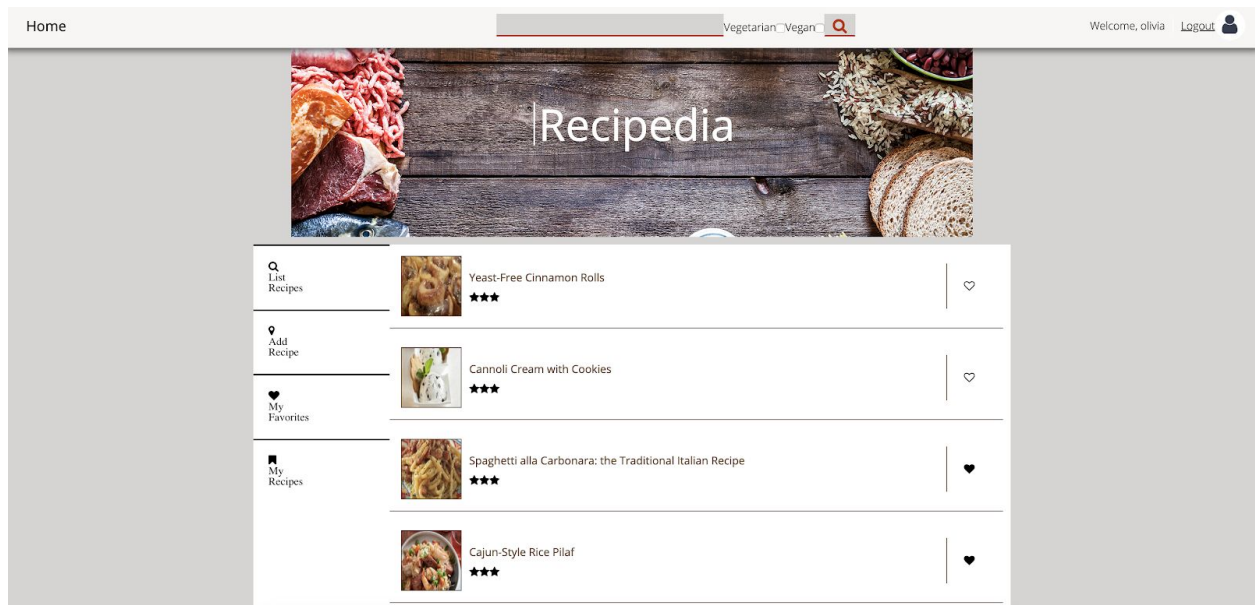 Home
Vegetarian Vegan
Welcome, olivia Logout
Recipedia
List
Recipes
Add
Recipe
My
Favorites
My
Recipes
Yeast-Free Cinnamon Rolls
Cannoli Cream with Cookies
Spaghetti alla Carbonara: the Traditional Italian Recipe
Cajun-Style Rice Pilaf